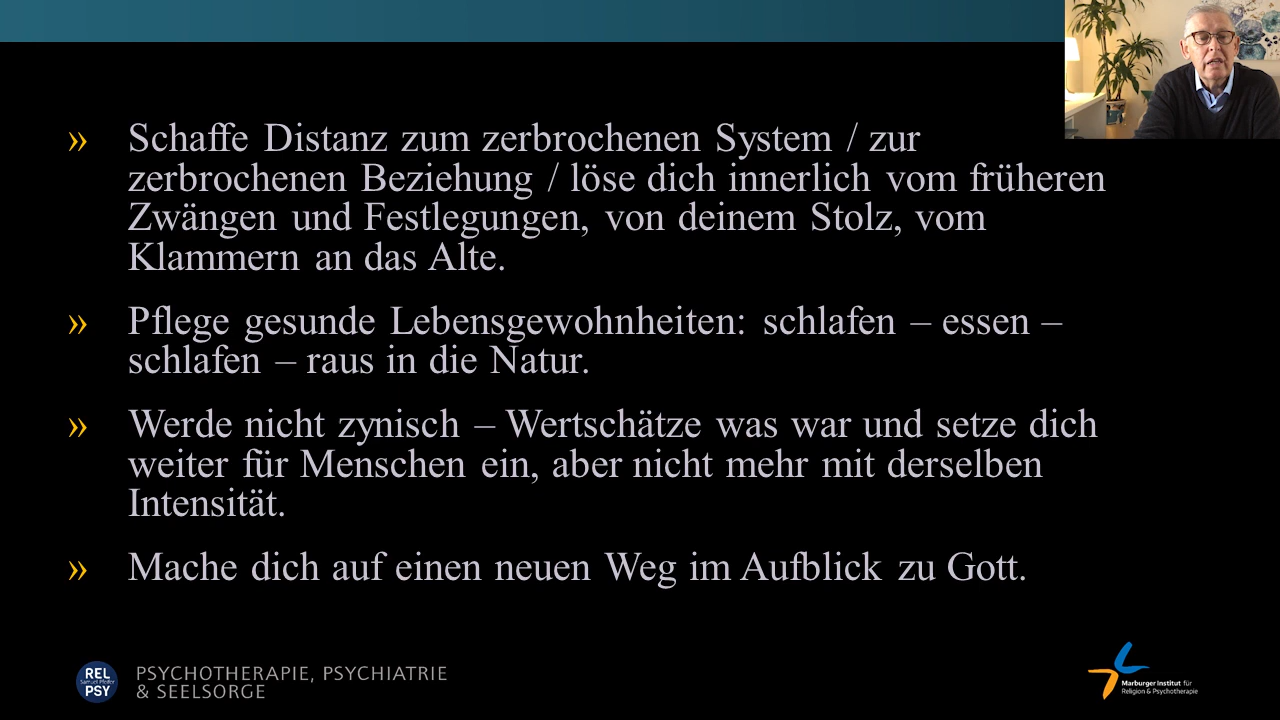 » Schaffe Distanz zum zerbrochenen System / zur
zerbrochenen Beziehung / löse dich innerlich vom früheren
Zwängen und Festlegungen, von deinem Stolz, vom
Klammern an das Alte.
» Pflege gesunde Lebensgewohnheiten: schlafen – essen –
schlafen – raus in die Natur.
» Werde nicht zynisch – Wertschätze was war und setze dich
weiter für Menschen ein, aber nicht mehr mit derselben
Intensität.
» Mache dich auf einen neuen Weg im Aufblick zu Gott.
REL
Samuel Pfeifer
PSY
PSYCHOTHERAPIE, PSYCHIATRIE
& SEELSORGE
Marburger Institut für
Religion & Psychotherapie